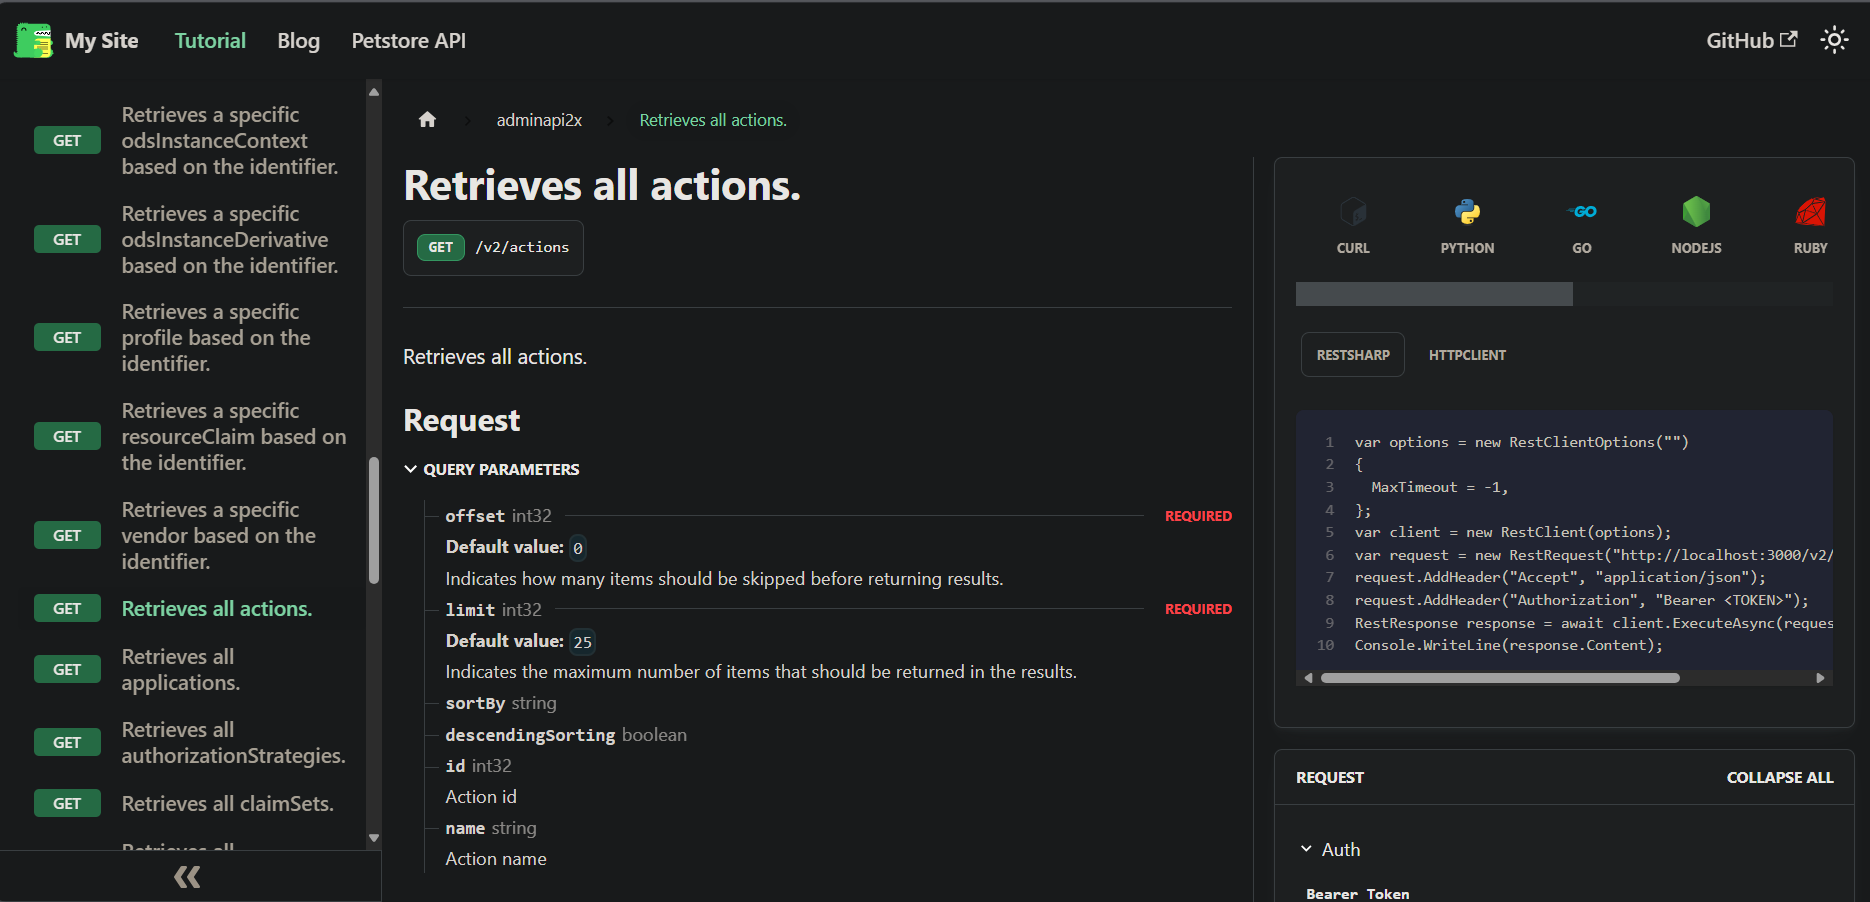 My Site
Tutorial
Blog
Petstore API
GitHub
GET
Retrieves a specific
odsInstanceContext
based on the identifier.
GET
Retrieves a specific
odsInstanceDerivative
based on the identifier.
GET
Retrieves a specific
profile based on the
identifier.
GET
Retrieves a specific
resourceClaim based on
the identifier.
GET
Retrieves a specific
vendor based on the
identifier.
GET
Retrieves all actions.
GET
Retrieves all
applications.
GET
Retrieves all
authorizationStrategies.
GET
Retrieves all claimSets.
Retrieves all
adminapi2x
Retrieves all actions.
Retrieves all actions.
GET /v2/actions
Retrieves all actions.
Request
QUERY PARAMETERS
offset int32 REQUIRED
Default value: 0
Indicates how many items should be skipped before returning results.
limit int32 REQUIRED
Default value: 25
Indicates the maximum number of items that should be returned in the results.
sortBy string
descendingSorting boolean
id int32
Action id
name string
Action name
CURL
PYTHON
GO
NODEJS
RUBY
RESTSHARP
HTTPCLIENT
1 var options = new RestClientOptions("")
2 {
3 MaxTimeout = -1,
4 };
5 var client = new RestClient(options);
6 var request = new RestRequest("http://localhost:3000/v2/
7 request.AddHeader("Accept", "application/json");
8 request.AddHeader("Authorization", "Bearer <TOKEN>");
9 RestResponse response = await client.ExecuteAsync(reques
10 Console.WriteLine(response.Content);
REQUEST
COLLAPSE ALL
Auth
Bearer Token